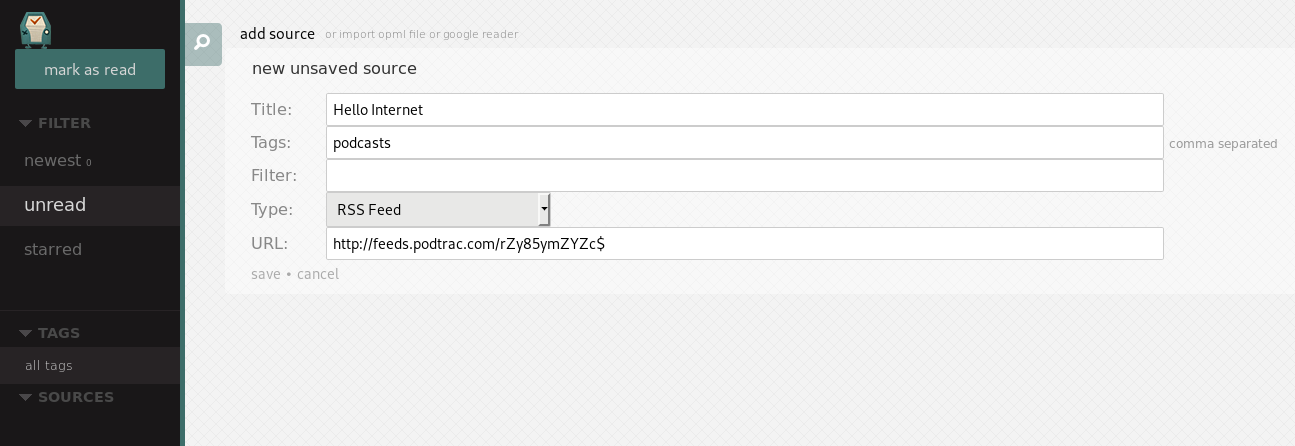 mark as read
FILTER
newest 0
unread
starred
TAGS
all tags
SOURCES
add source or import opml file or google reader
new unsaved source
Title: Hello Internet
Tags: podcasts comma separated
Filter:
Type: RSS Feed
URL: http://feeds.podtrac.com/rZy85ymZYZc$
save • cancel